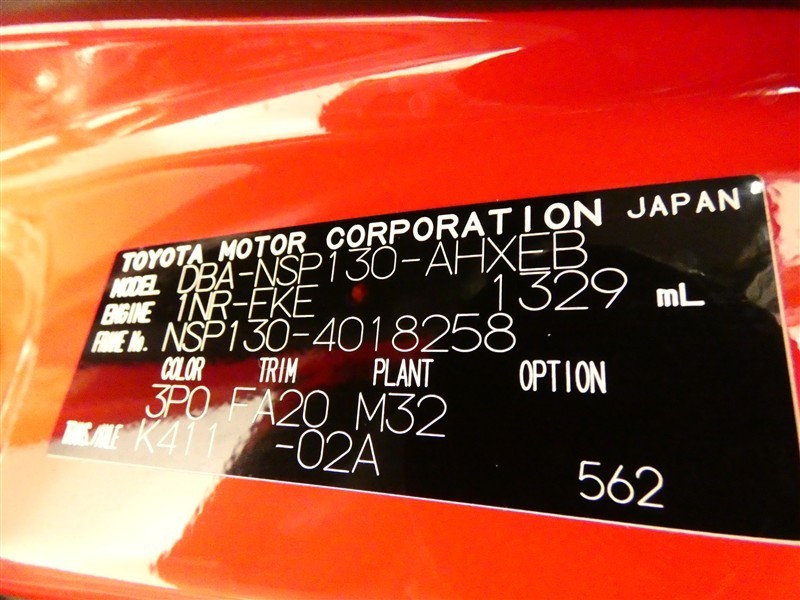 TOYOTA MOTOR CORPORATION JAPAN
MODEL DBA-NSP130-AHXEB
ENGINE 1NR-FKE 1329 mL
FRAME No. NSP130-4018258
COLOR TRIM PLANT OPTION
3P0 FA20 M32
TRANS/AXLE K411 -02A
562